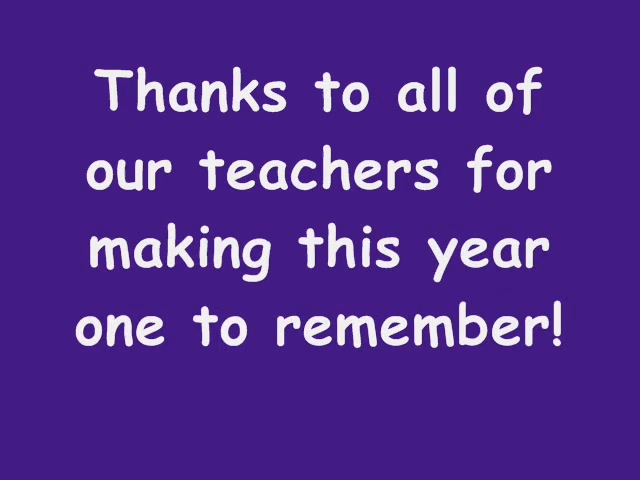 Thanks to all of
our teachers for
making this year
one to remember!